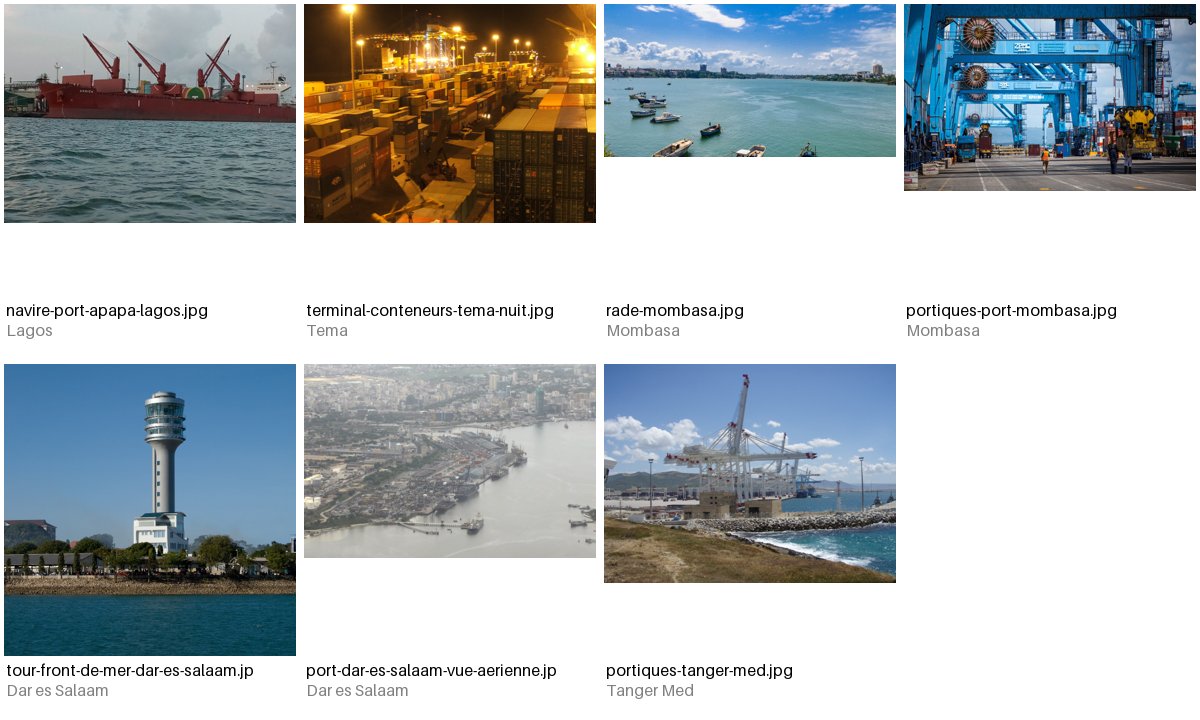 navire-port-apapa-lagos.jpg
Lagos
terminal-conteneurs-tema-nuit.jpg
Tema
rade-mombasa.jpg
Mombasa
portiques-port-mombasa.jpg
Mombasa
tour-front-de-mer-dar-es-salaam.jp
Dar es Salaam
port-dar-es-salaam-vue-aerienne.jp
Dar es Salaam
portiques-tanger-med.jpg
Tanger Med